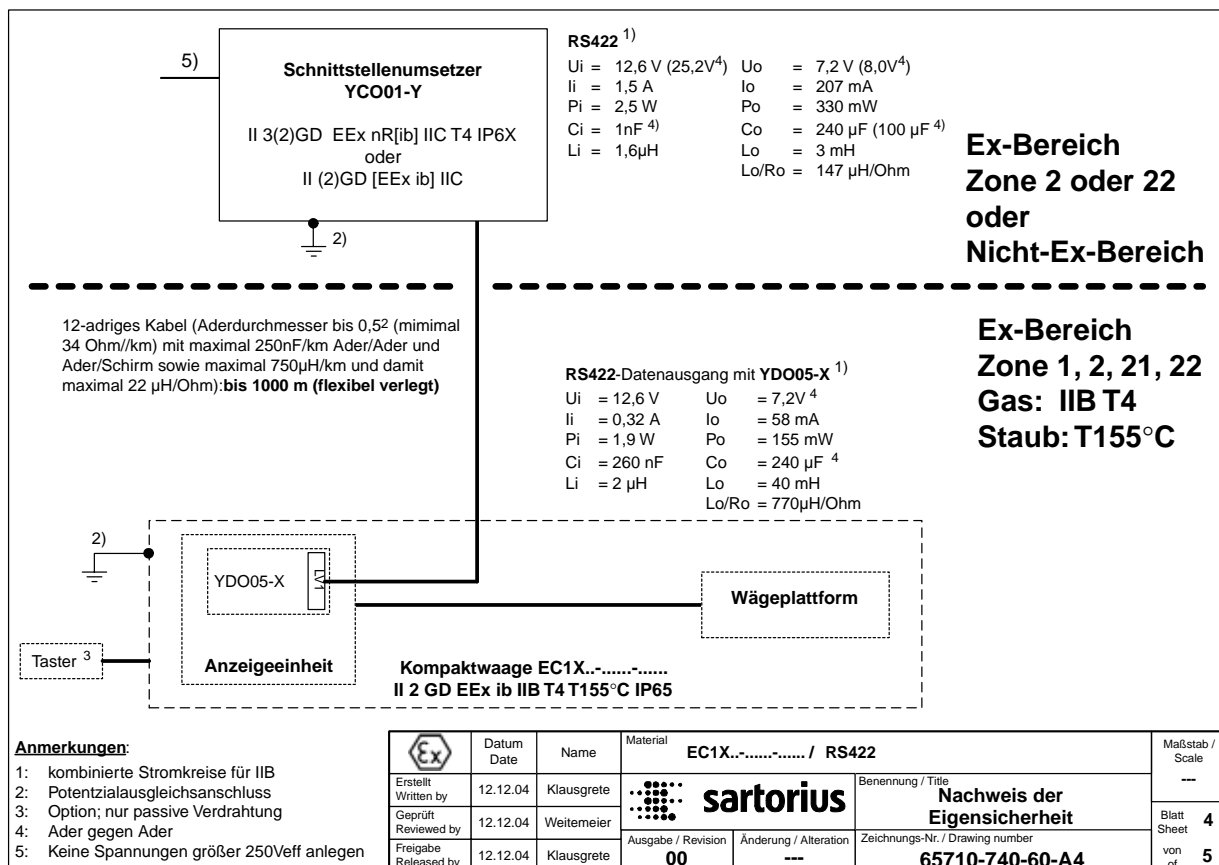 5)
Schnittstellenumsetzer
YCO01-Y
II 3(2)GD EEx nR[ib] IIC T4 IP6X
oder
II (2)GD [EEx ib] IIC
2)
RS422 1)
Ui = 12,6 V (25,2V4) Uo = 7,2 V (8,0V4)
Ii = 1,5 A Io = 207 mA
Pi = 2,5 W Po = 330 mW
Ci = 1nF 4) Co = 240 µF (100 µF 4)
Li = 1,6µH Lo = 3 mH
Lo/Ro = 147 µH/Ohm
Ex-Bereich
Zone 2 oder 22
oder
Nicht-Ex-Bereich
12-adriges Kabel (Aderdurchmesser bis 0,5² (mimimal
34 Ohm//km) mit maximal 250nF/km Ader/Ader und
Ader/Schirm sowie maximal 750µH/km und damit
maximal 22 µH/Ohm):bis 1000 m (flexibel verlegt)
Ex-Bereich
Zone 1, 2, 21, 22
Gas: IIB T4
Staub: T155°C
RS422-Datenausgang mit YDO05-X 1)
Ui = 12,6 V Uo = 7,2V 4
Ii = 0,32 A Io = 58 mA
Pi = 1,9 W Po = 155 mW
Ci = 260 nF Co = 240 µF 4
Li = 2 µH Lo = 40 mH
Lo/Ro = 770µH/Ohm
2)
YDO05-X
LV1
Wägeplattform
Taster 3
Anzeigeeinheit
Kompaktwaage EC1X..-......-......
II 2 GD EEx ib IIB T4 T155°C IP65
Anmerkungen:
1: kombinierte Stromkreise für IIB
2: Potenzialausgleichsanschluss
3: Option; nur passive Verdrahtung
4: Ader gegen Ader
5: Keine Spannungen größer 250Veff anlegen
Ex
Datum
Date
Name
Material
EC1X..-......-...... / RS422
Maßstab /
Scale
---
Erstellt
Written by
12.12.04
Klausgrete
sartorius
Benennung / Title
Nachweis der
Eigensicherheit
Geprüft
Reviewed by
12.12.04
Weitemeier
Blatt
Sheet
4
Freigabe
Released by
12.12.04
Klausgrete
Ausgabe / Revision
00
Änderung / Alteration
---
Zeichnungs-Nr. / Drawing number
65710-740-60-A4
von
of
5